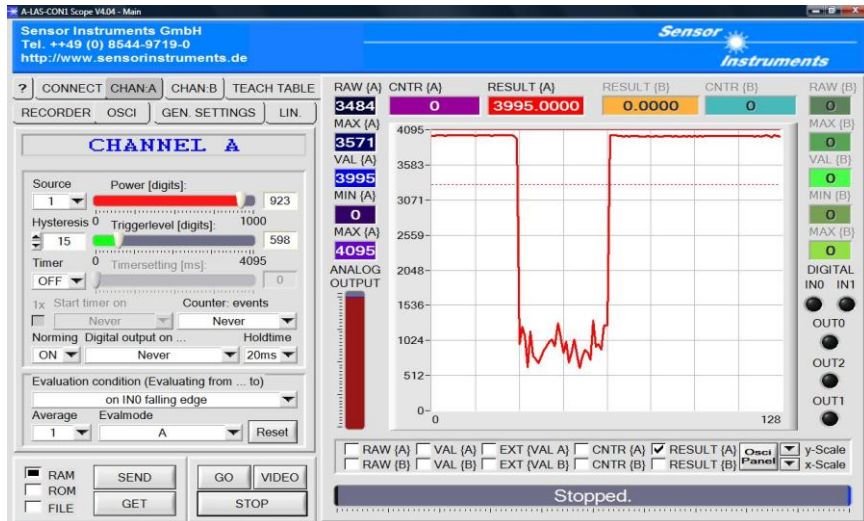 A-LAS-CON1 Scope V4.04 - Main
Sensor Instruments GmbH
Tel. ++49 (0) 8544-9719-0
http://www.sensorinstruments.de
Sensor
Instruments
? CONNECT CHAN:A CHAN:B TEACH TABLE
RECORDER OSCI GEN. SETTINGS LIN.
CHANNEL A
Source Power [digits]:
1 923
Hysteresis 0 Triggerlevel [digits]: 1000
15 598
Timer 0 Timersetting [ms]: 4095
OFF 0
1x Start timer on Counter: events
Never Never
Norming Digital output on ... Holdtime
ON Never 20ms
Evaluation condition (Evaluating from ... to)
on IN0 falling edge
Average Evalmode
1 A Reset
RAM SEND GO VIDEO
ROM
FILE GET STOP
RAW {A} CNTR {A} RESULT {A} RESULT {B} CNTR {B} RAW {B}
3484 0 3995.0000 0.0000 0 0
MAX {A} MAX {B}
3571 0
VAL {A} VAL {B}
3995 0
MIN {A} MIN {B}
0 0
MAX {A} MAX {B}
4095 0
ANALOG OUTPUT
4095
3583
3071
2559
2048
1536
1024
512
0
0 128
DIGITAL
IN0 IN1
OUT0
OUT2
OUT1
RAW {A} VAL {A} EXT {VAL A} CNTR {A} RESULT {A} Osci Panel y-Scale
RAW {B} VAL {B} EXT {VAL B} CNTR {B} RESULT {B} x-Scale
Stopped.